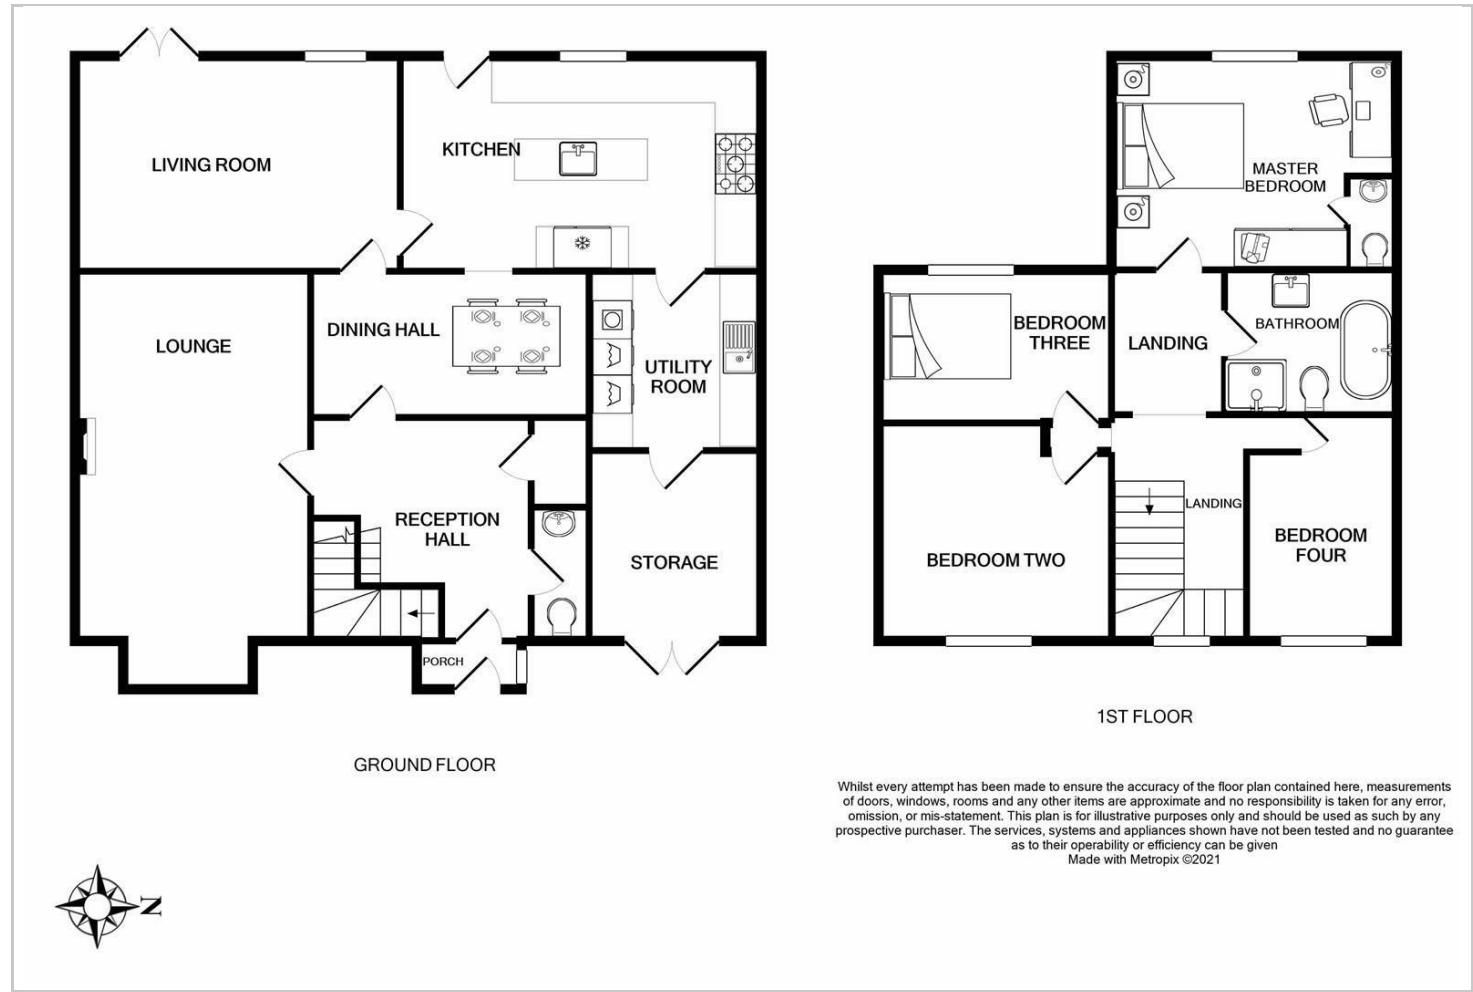 LIVING ROOM
KITCHEN
LOUNGE
DINING HALL
UTILITY
ROOM
RECEPTION
HALL
STORAGE
PORCH
GROUND FLOOR
MASTER
BEDROOM
BEDROOM
THREE
LANDING
BATHROOM
LANDING
BEDROOM TWO
BEDROOM
FOUR
1ST FLOOR
Whilst every attempt has been made to ensure the accuracy of the floor plan contained here, measurements
of doors, windows, rooms and any other items are approximate and no responsibility is taken for any error,
omission, or mis-statement. This plan is for illustrative purposes only and should be used as such by any
prospective purchaser. The services, systems and appliances shown have not been tested and no guarantee
as to their operability or efficiency can be given
Made with Metropix ©2021
N